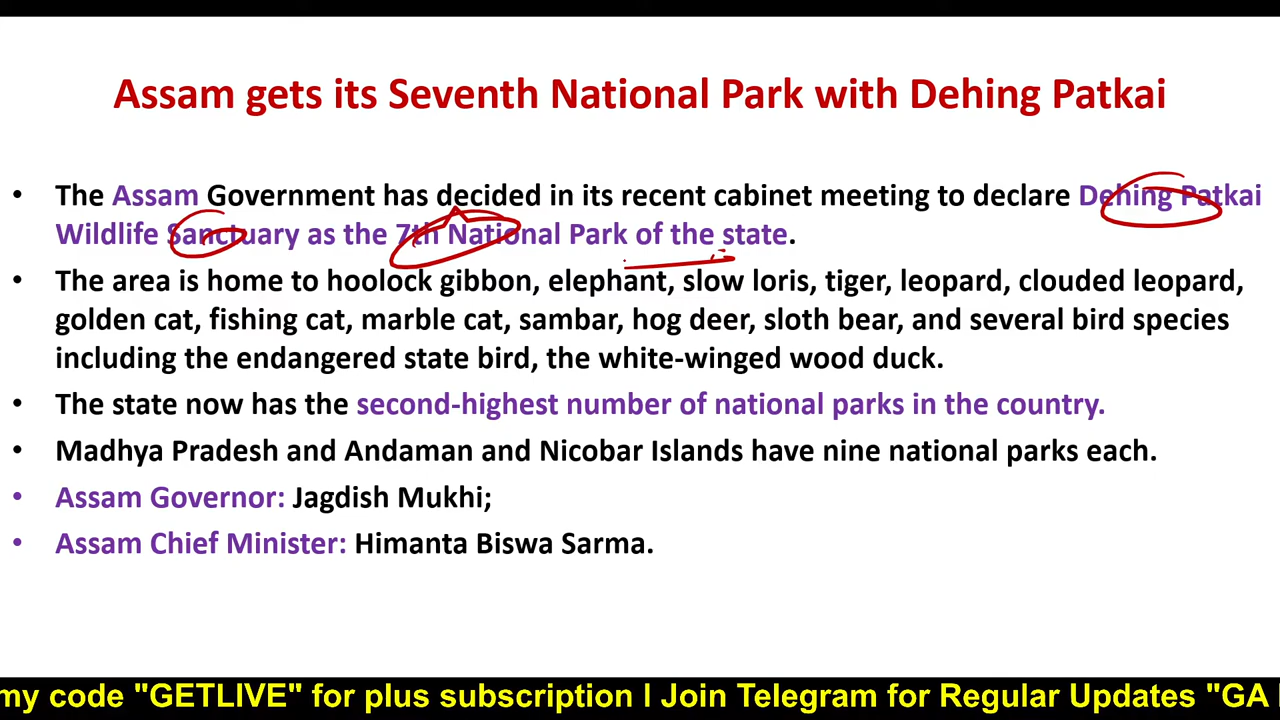 Assam gets its Seventh National Park with Dehing Patkai
• The Assam Government has decided in its recent cabinet meeting to declare Dehing Patkai
Wildlife Sanctuary as the 7th National Park of the state.
• The area is home to hoolock gibbon, elephant, slow loris, tiger, leopard, clouded leopard,
golden cat, fishing cat, marble cat, sambar, hog deer, sloth bear, and several bird species
including the endangered state bird, the white-winged wood duck.
• The state now has the second-highest number of national parks in the country.
• Madhya Pradesh and Andaman and Nicobar Islands have nine national parks each.
• Assam Governor: Jagdish Mukhi;
• Assam Chief Minister: Himanta Biswa Sarma.
my code "GETLIVE" for plus subscription I Join Telegram for Regular Updates "GA